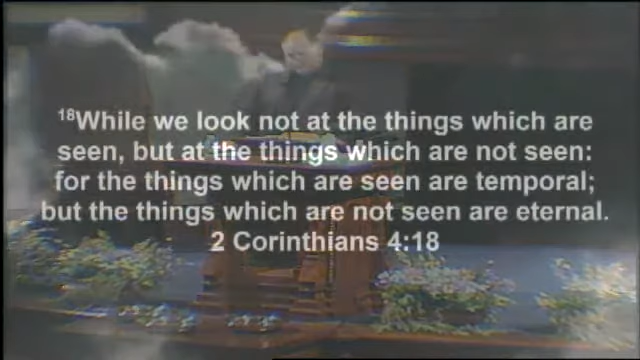 ¹⁸While we look not at the things which are
seen, but at the things which are not seen:
for the things which are seen are temporal;
but the things which are not seen are eternal.
2 Corinthians 4:18